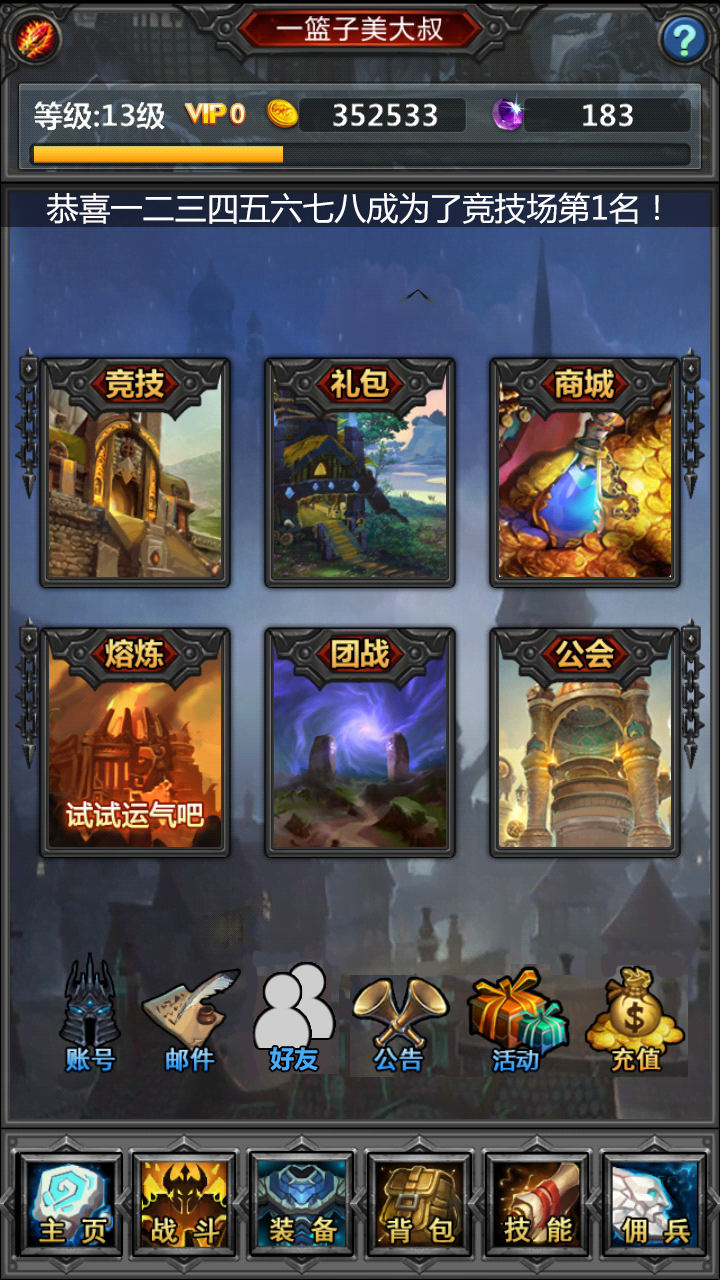 一篮子美大叔
?
等级:13级 VIP 0 352533 183
恭喜一二三四五六七八成为了竞技场第1名！
竞技 礼包 商城
熔炼 团战 公会
试试运气吧
账号 邮件 好友 公告 活动 充值
主页 战斗 装备 背包 技能 佣兵